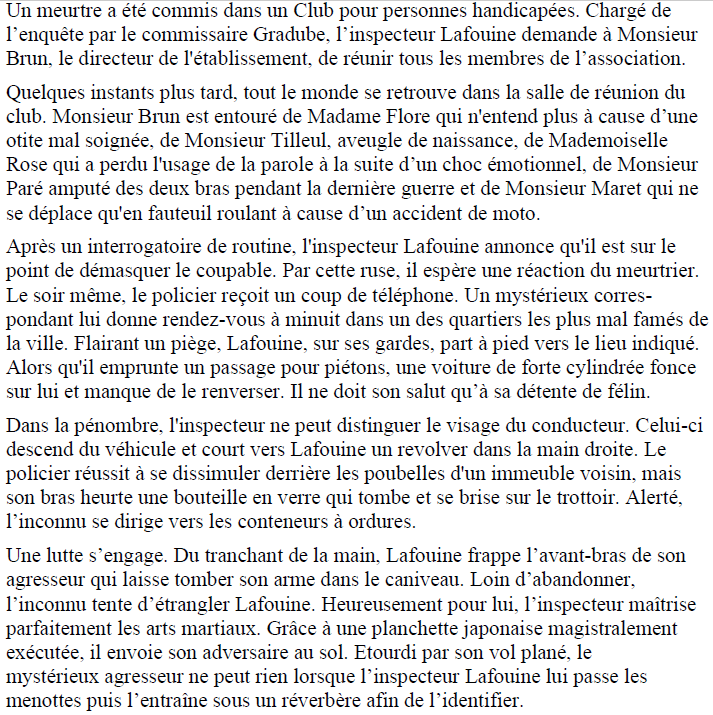 Un meurtre a été commis dans un Club pour personnes handicapées. Chargé de
l’enquête par le commissaire Gradube, l’inspecteur Lafouine demande à Monsieur
Brun, le directeur de l'établissement, de réunir tous les membres de l’association.
Quelques instants plus tard, tout le monde se retrouve dans la salle de réunion du
club. Monsieur Brun est entouré de Madame Flore qui n'entend plus à cause d’une
otite mal soignée, de Monsieur Tilleul, aveugle de naissance, de Mademoiselle
Rose qui a perdu l'usage de la parole à la suite d’un choc émotionnel, de Monsieur
Paré amputé des deux bras pendant la dernière guerre et de Monsieur Maret qui ne
se déplace qu'en fauteuil roulant à cause d’un accident de moto.
Après un interrogatoire de routine, l'inspecteur Lafouine annonce qu'il est sur le
point de démasquer le coupable. Par cette ruse, il espère une réaction du meurtrier.
Le soir même, le policier reçoit un coup de téléphone. Un mystérieux corres-
pondant lui donne rendez-vous à minuit dans un des quartiers les plus mal famés de
la ville. Flairant un piège, Lafouine, sur ses gardes, part à pied vers le lieu indiqué.
Alors qu'il emprunte un passage pour piétons, une voiture de forte cylindrée fonce
sur lui et manque de le renverser. Il ne doit son salut qu’à sa détente de félin.
Dans la pénombre, l'inspecteur ne peut distinguer le visage du conducteur. Celui-ci
descend du véhicule et court vers Lafouine un revolver dans la main droite. Le
policier réussit à se dissimuler derrière les poubelles d'un immeuble voisin, mais
son bras heurte une bouteille en verre qui tombe et se brise sur le trottoir. Alerté,
l’inconnu se dirige vers les conteneurs à ordures.
Une lutte s’engage. Du tranchant de la main, Lafouine frappe l’avant-bras de son
agresseur qui laisse tomber son arme dans le caniveau. Loin d’abandonner,
l’inconnu tente d’étrangler Lafouine. Heureusement pour lui, l’inspecteur maîtrise
parfaitement les arts martiaux. Grâce à une planchette japonaise magistralement
exécutée, il envoie son adversaire au sol. Etourdi par son vol plané, le
mystérieux agresseur ne peut rien lorsque l’inspecteur Lafouine lui passe les
menottes puis l’entraîne sous un réverbère afin de l’identifier.